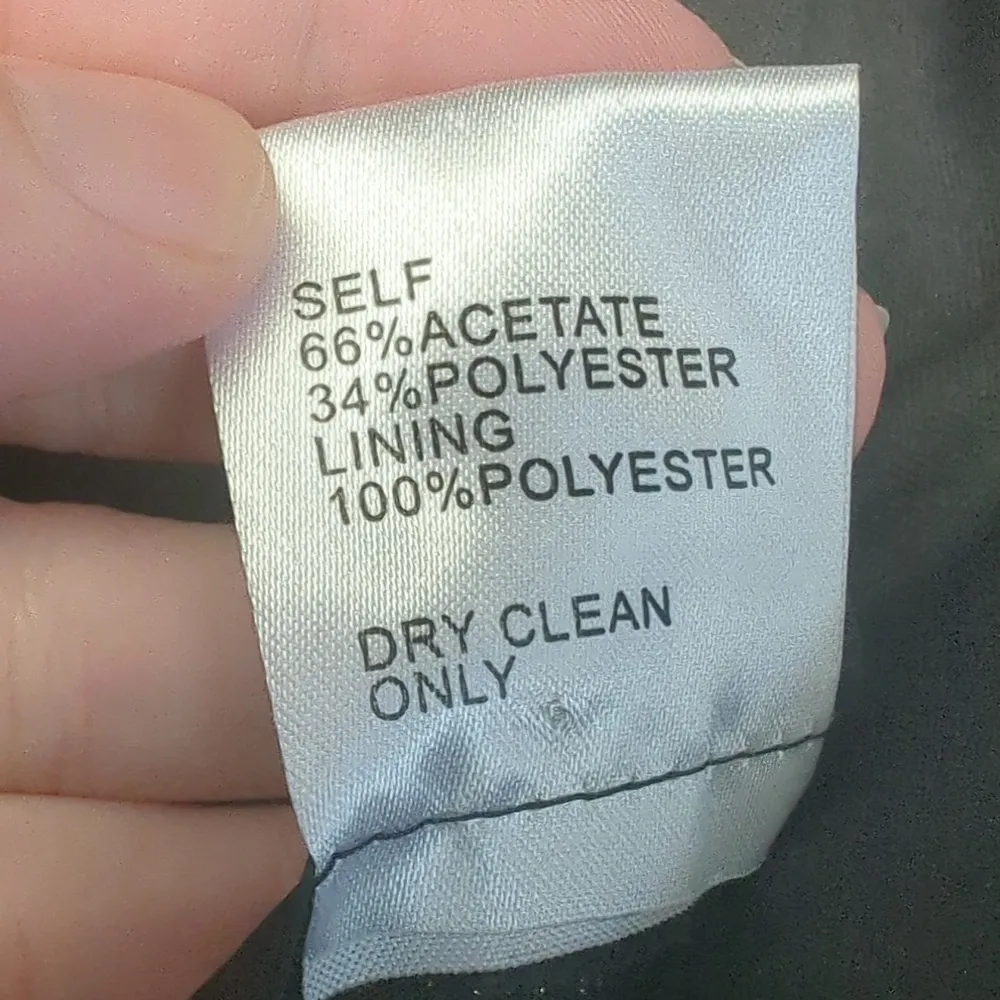 SELF
66%ACETATE
34%POLYESTER
LINING
100%POLYESTER
DRY CLEAN
ONLY